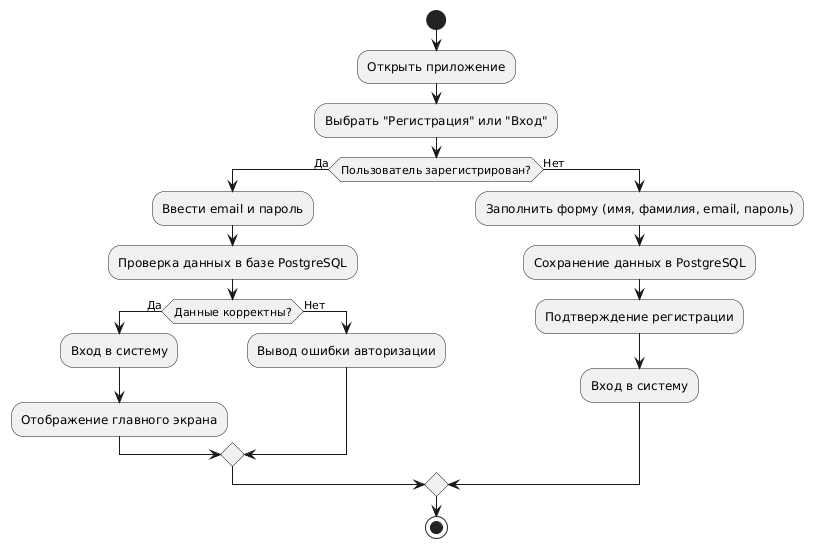 Открыть приложение
Выбрать "Регистрация" или "Вход"
Да
Пользователь зарегистрирован?
Нет
Ввести email и пароль
Заполнить форму (имя, фамилия, email, пароль)
Проверка данных в базе PostgreSQL
Сохранение данных в PostgreSQL
Да
Данные корректны?
Нет
Подтверждение регистрации
Вход в систему
Вывод ошибки авторизации
Вход в систему
Отображение главного экрана